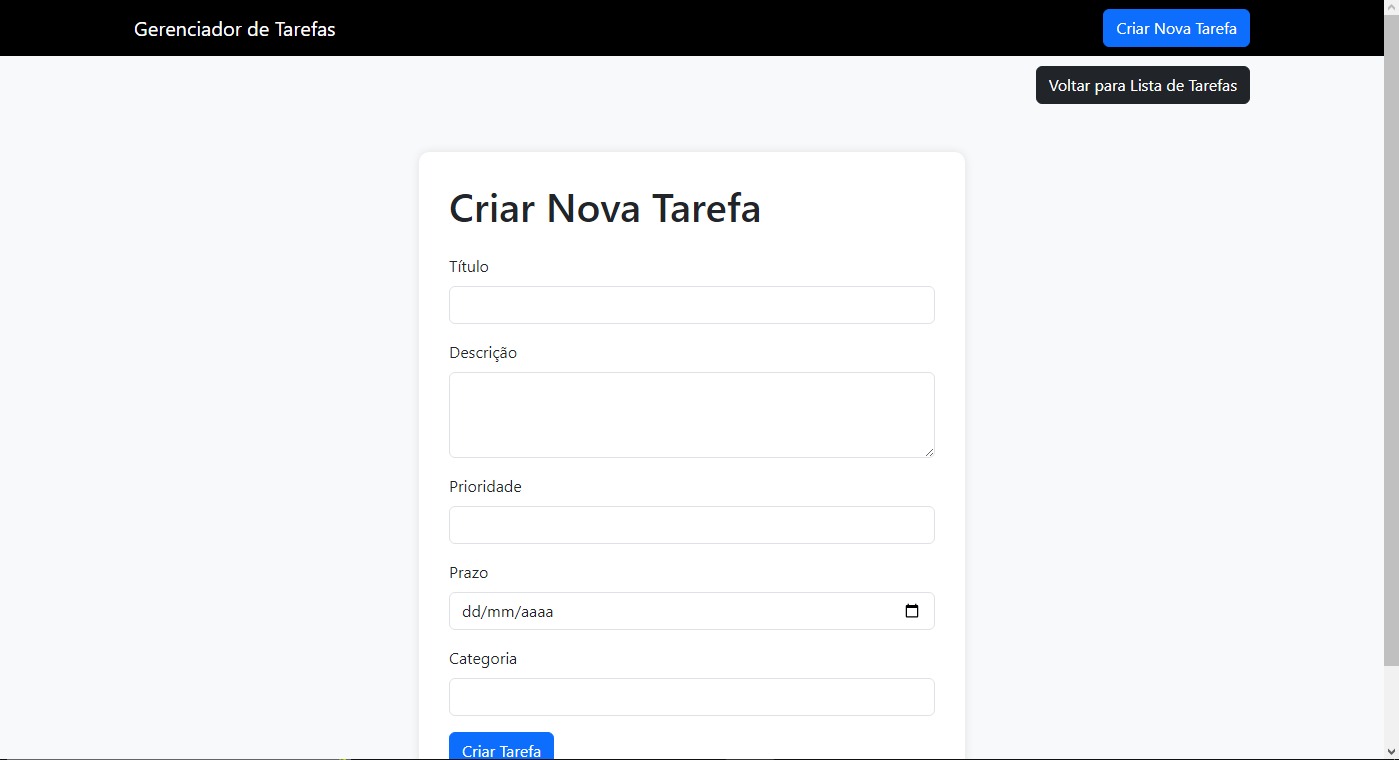 Gerenciador de Tarefas
Criar Nova Tarefa
Voltar para Lista de Tarefas
Criar Nova Tarefa
Título
Descrição
Prioridade
Prazo
dd/mm/aaaa
Categoria
Criar Tarefa